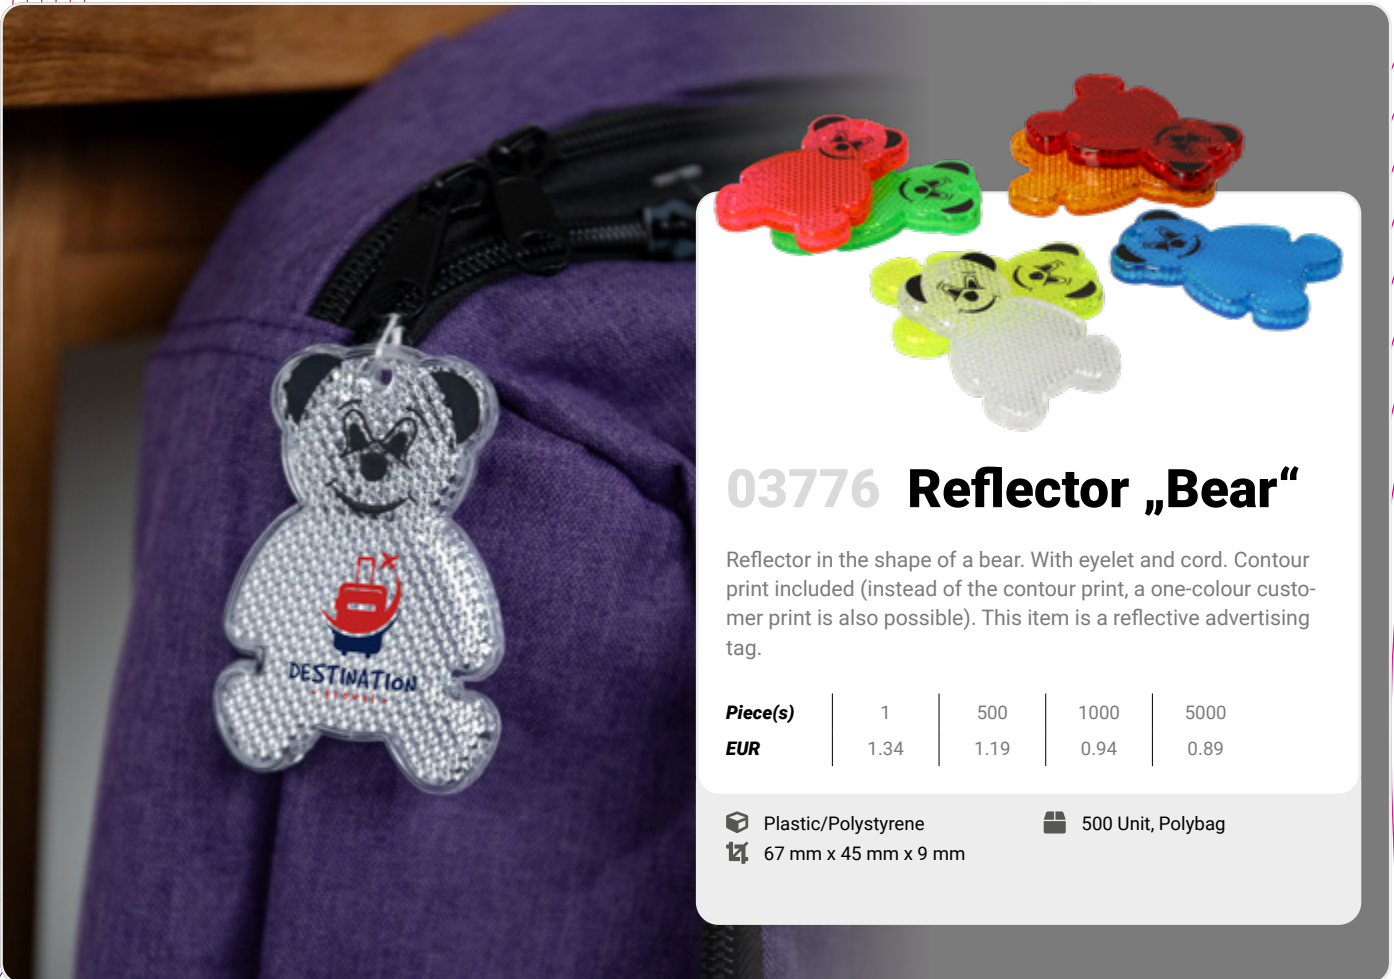 DESTINATION
03776 Reflector „Bear“
Reflector in the shape of a bear. With eyelet and cord. Contour
print included (instead of the contour print, a one-colour custo-
mer print is also possible). This item is a reflective advertising
tag.
Piece(s) 1 500 1000 5000
EUR 1.34 1.19 0.94 0.89
Plastic/Polystyrene 500 Unit, Polybag
67 mm x 45 mm x 9 mm